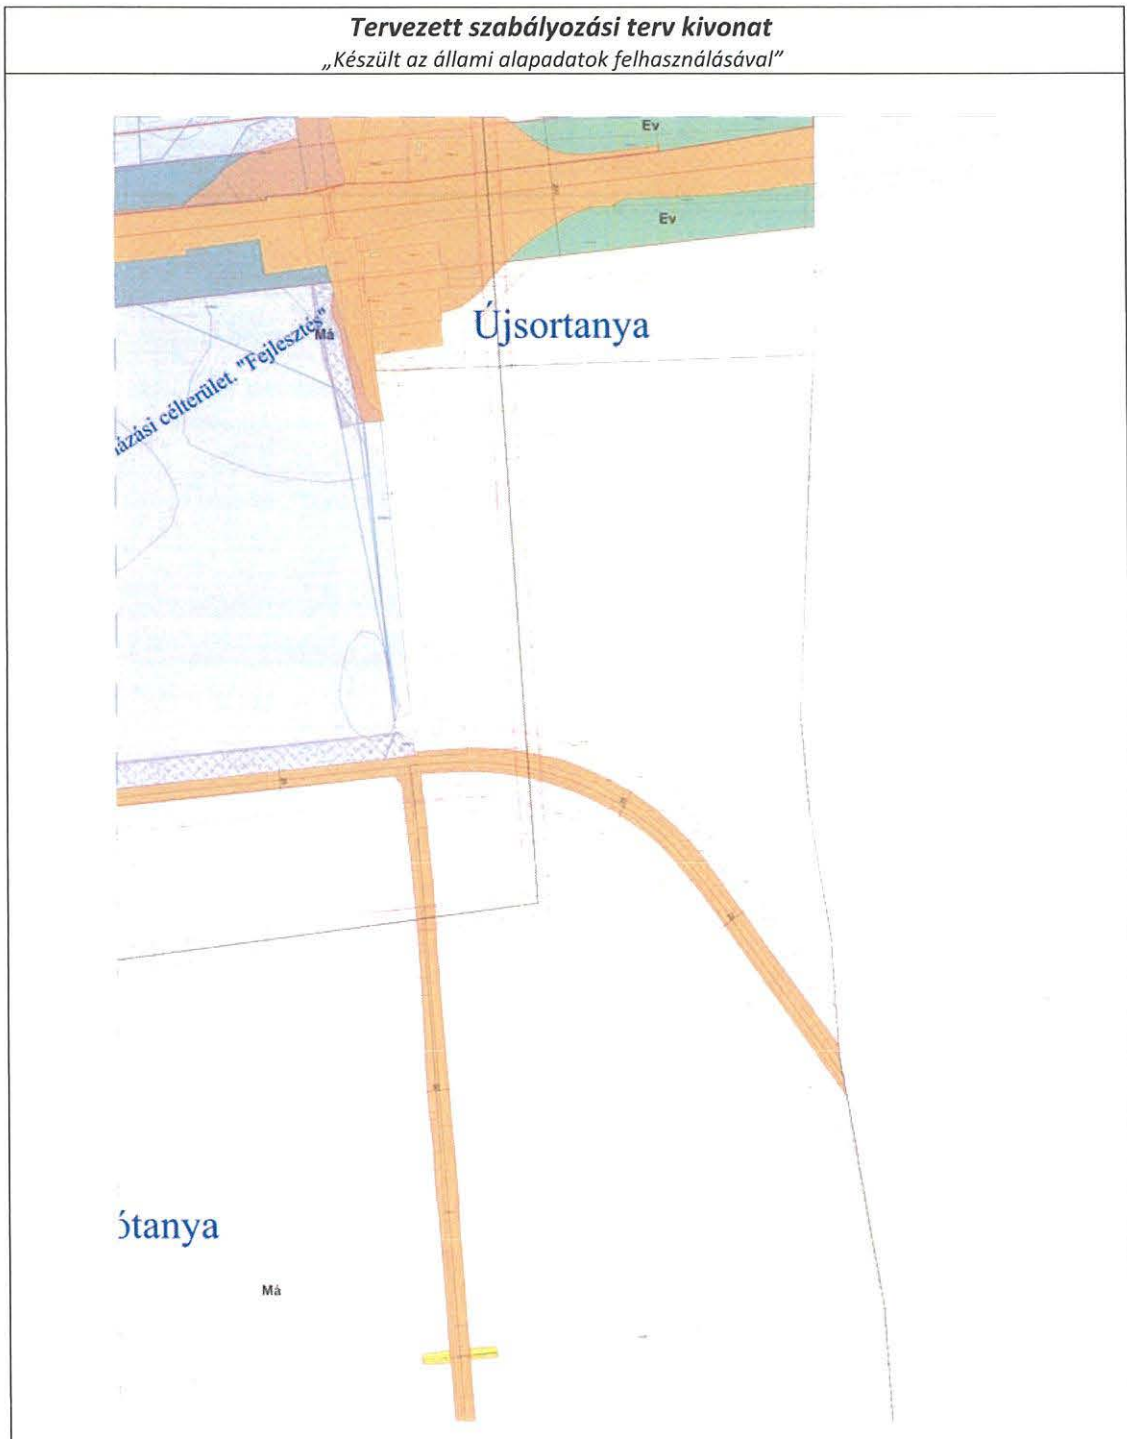 Tervezett szabályozási terv kivonat
„Készült az állami alapadatok felhasználásával”
Ev
Ev
Újsortanya
Má
ázási célterület. "Fejlesztés"
ótanya
Má